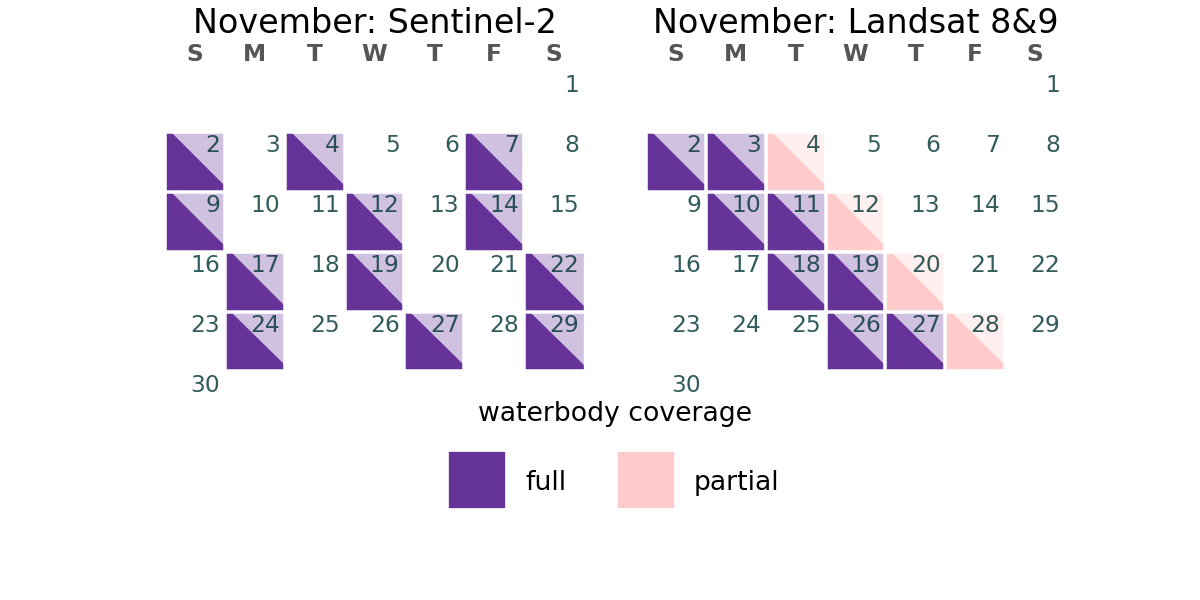 November: Sentinel-2
S M T W T F S
1
2 3 4 5 6 7 8
9 10 11 12 13 14 15
16 17 18 19 20 21 22
23 24 25 26 27 28 29
30
November: Landsat 8&9
S M T W T F S
1
2 3 4 5 6 7 8
9 10 11 12 13 14 15
16 17 18 19 20 21 22
23 24 25 26 27 28 29
30
waterbody coverage
full partial